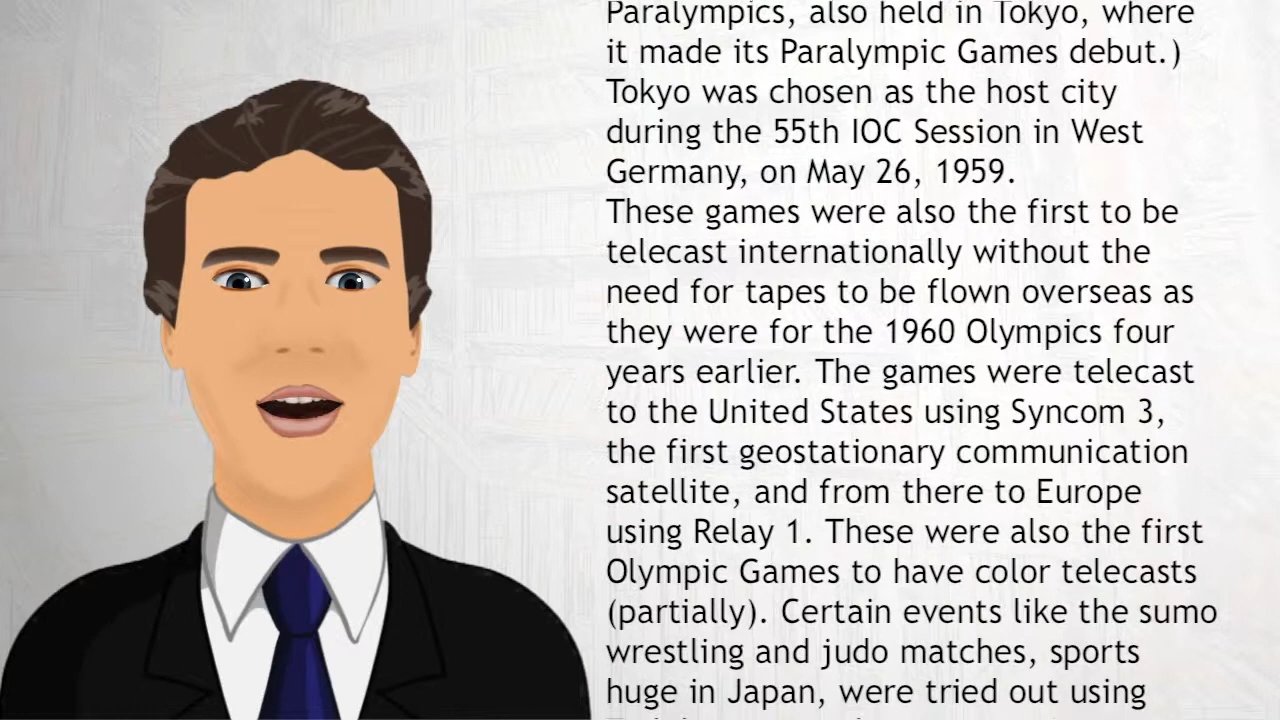 Paralympics, also held in Tokyo, where
it made its Paralympic Games debut.)
Tokyo was chosen as the host city
during the 55th IOC Session in West
Germany, on May 26, 1959.
These games were also the first to be
telecast internationally without the
need for tapes to be flown overseas as
they were for the 1960 Olympics four
years earlier. The games were telecast
to the United States using Syncom 3,
the first geostationary communication
satellite, and from there to Europe
using Relay 1. These were also the first
Olympic Games to have color telecasts
(partially). Certain events like the sumo
wrestling and judo matches, sports
huge in Japan, were tried out using